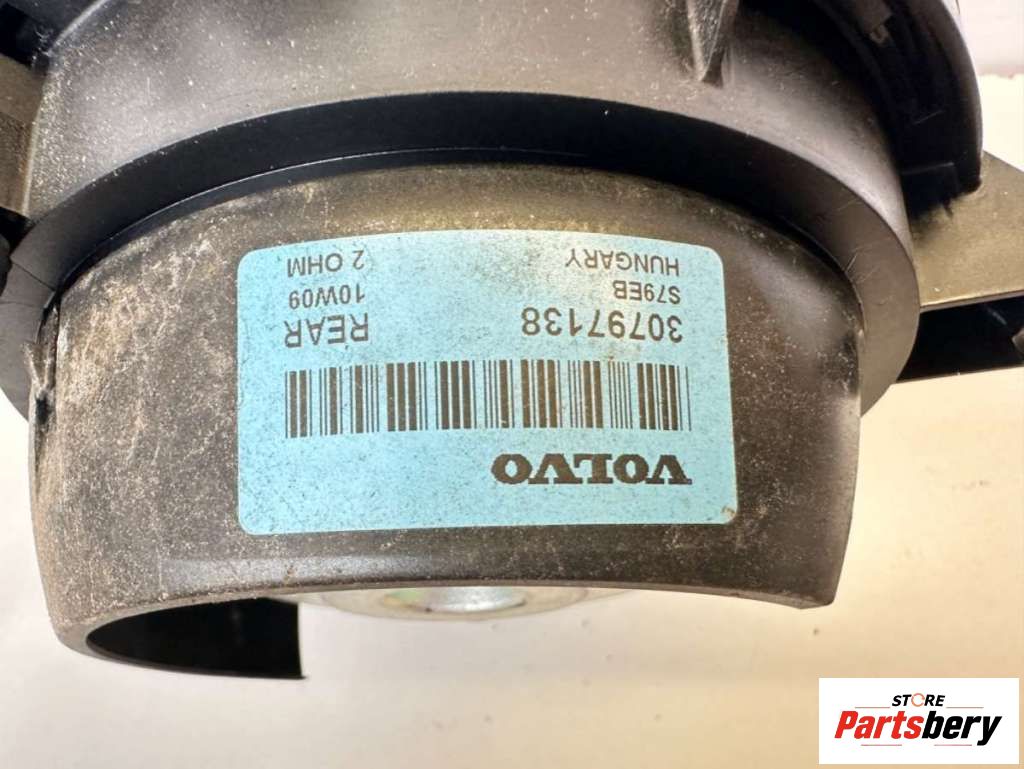 VOLVO
30797138 REAR
S79EB 10W09
HUNGARY 2 OHM
STORE
Partsbery